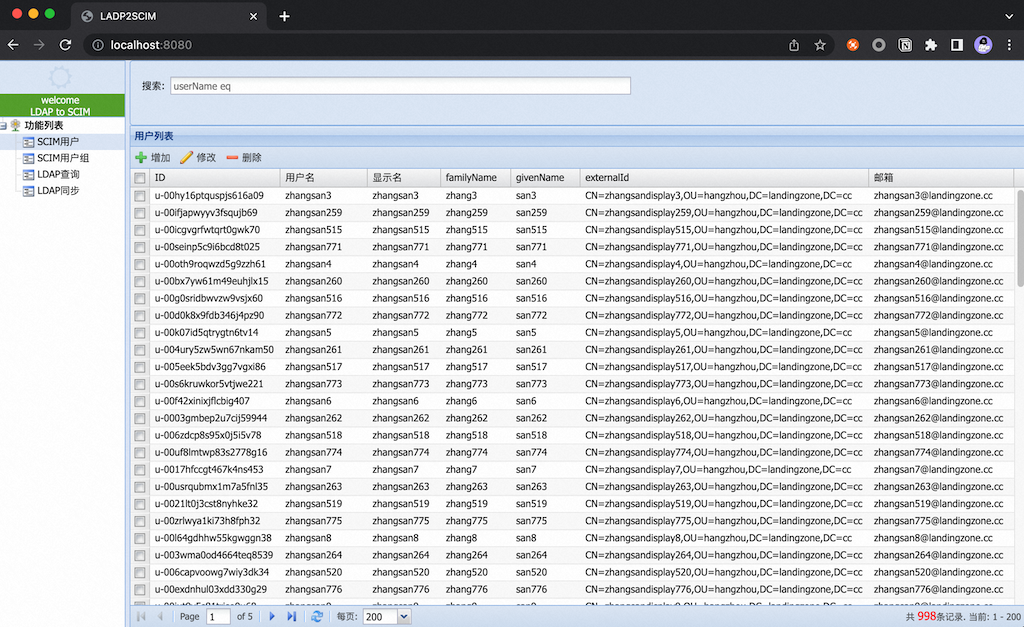 LADP2SCIM
localhost:8080
welcome
LDAP to SCIM
功能列表
SCIM用户
SCIM用户组
LDAP查询
LDAP同步
搜索: userName eq
用户列表
增加 修改 删除
ID 用户名 显示名 familyName givenName externalId 邮箱
u-00hy16ptquspjs616a09 zhangsan3 zhangsan3 zhang3 san3 CN=zhangsandisplay3,OU=hangzhou,DC=landingzone,DC=cc zhangsan3@landingzone.cc
u-00ifjapwyyv3fsqujb69 zhangsan259 zhangsan259 zhang259 san259 CN=zhangsandisplay259,OU=hangzhou,DC=landingzone,DC=cc zhangsan259@landingzone.cc
u-00icgvgrfwtqrt0gwk70 zhangsan515 zhangsan515 zhang515 san515 CN=zhangsandisplay515,OU=hangzhou,DC=landingzone,DC=cc zhangsan515@landingzone.cc
u-00seinp5c9i6bcd8t025 zhangsan771 zhangsan771 zhang771 san771 CN=zhangsandisplay771,OU=hangzhou,DC=landingzone,DC=cc zhangsan771@landingzone.cc
u-00oth9roqwzd5g9zzh61 zhangsan4 zhangsan4 zhang4 san4 CN=zhangsandisplay4,OU=hangzhou,DC=landingzone,DC=cc zhangsan4@landingzone.cc
u-00bx7yw61m49euhjlx15 zhangsan260 zhangsan260 zhang260 san260 CN=zhangsandisplay260,OU=hangzhou,DC=landingzone,DC=cc zhangsan260@landingzone.cc
u-00g0sridbwvzw9vsjx60 zhangsan516 zhangsan516 zhang516 san516 CN=zhangsandisplay516,OU=hangzhou,DC=landingzone,DC=cc zhangsan516@landingzone.cc
u-00d0k8x9fdb346j4pz90 zhangsan772 zhangsan772 zhang772 san772 CN=zhangsandisplay772,OU=hangzhou,DC=landingzone,DC=cc zhangsan772@landingzone.cc
u-00k07id5qtrygtn6tv14 zhangsan5 zhangsan5 zhang5 san5 CN=zhangsandisplay5,OU=hangzhou,DC=landingzone,DC=cc zhangsan5@landingzone.cc
u-004ury5zw5wn67nkam50 zhangsan261 zhangsan261 zhang261 san261 CN=zhangsandisplay261,OU=hangzhou,DC=landingzone,DC=cc zhangsan261@landingzone.cc
u-005eek5bdv3gg7vgxi86 zhangsan517 zhangsan517 zhang517 san517 CN=zhangsandisplay517,OU=hangzhou,DC=landingzone,DC=cc zhangsan517@landingzone.cc
u-00s6kruwkor5vtjwe221 zhangsan773 zhangsan773 zhang773 san773 CN=zhangsandisplay773,OU=hangzhou,DC=landingzone,DC=cc zhangsan773@landingzone.cc
u-00f42xinixjflcbig407 zhangsan6 zhangsan6 zhang6 san6 CN=zhangsandisplay6,OU=hangzhou,DC=landingzone,DC=cc zhangsan6@landingzone.cc
u-0003gmbep2u7cij59944 zhangsan262 zhangsan262 zhang262 san262 CN=zhangsandisplay262,OU=hangzhou,DC=landingzone,DC=cc zhangsan262@landingzone.cc
u-006zdcp8s95x0j5i5v78 zhangsan518 zhangsan518 zhang518 san518 CN=zhangsandisplay518,OU=hangzhou,DC=landingzone,DC=cc zhangsan518@landingzone.cc
u-00uf8lmtwp83s2778g16 zhangsan774 zhangsan774 zhang774 san774 CN=zhangsandisplay774,OU=hangzhou,DC=landingzone,DC=cc zhangsan774@landingzone.cc
u-0017hfccgt467k4ns453 zhangsan7 zhangsan7 zhang7 san7 CN=zhangsandisplay7,OU=hangzhou,DC=landingzone,DC=cc zhangsan7@landingzone.cc
u-00usrqubmx1m7a5fnl35 zhangsan263 zhangsan263 zhang263 san263 CN=zhangsandisplay263,OU=hangzhou,DC=landingzone,DC=cc zhangsan263@landingzone.cc
u-0021lt0j3cst8nyhke32 zhangsan519 zhangsan519 zhang519 san519 CN=zhangsandisplay519,OU=hangzhou,DC=landingzone,DC=cc zhangsan519@landingzone.cc
u-00zrlwya1ki73h8fph32 zhangsan775 zhangsan775 zhang775 san775 CN=zhangsandisplay775,OU=hangzhou,DC=landingzone,DC=cc zhangsan775@landingzone.cc
u-00l64gdhhw55kgwggn38 zhangsan8 zhangsan8 zhang8 san8 CN=zhangsandisplay8,OU=hangzhou,DC=landingzone,DC=cc zhangsan8@landingzone.cc
u-003wma0od4664teq8539 zhangsan264 zhangsan264 zhang264 san264 CN=zhangsandisplay264,OU=hangzhou,DC=landingzone,DC=cc zhangsan264@landingzone.cc
u-006capvoowg7wiy3dk34 zhangsan520 zhangsan520 zhang520 san520 CN=zhangsandisplay520,OU=hangzhou,DC=landingzone,DC=cc zhangsan520@landingzone.cc
u-00exdnhul03xdd330g29 zhangsan776 zhangsan776 zhang776 san776 CN=zhangsandisplay776,OU=hangzhou,DC=landingzone,DC=cc zhangsan776@landingzone.cc
Page 1 of 5 每页: 200 共 998条记录. 当前: 1 - 200